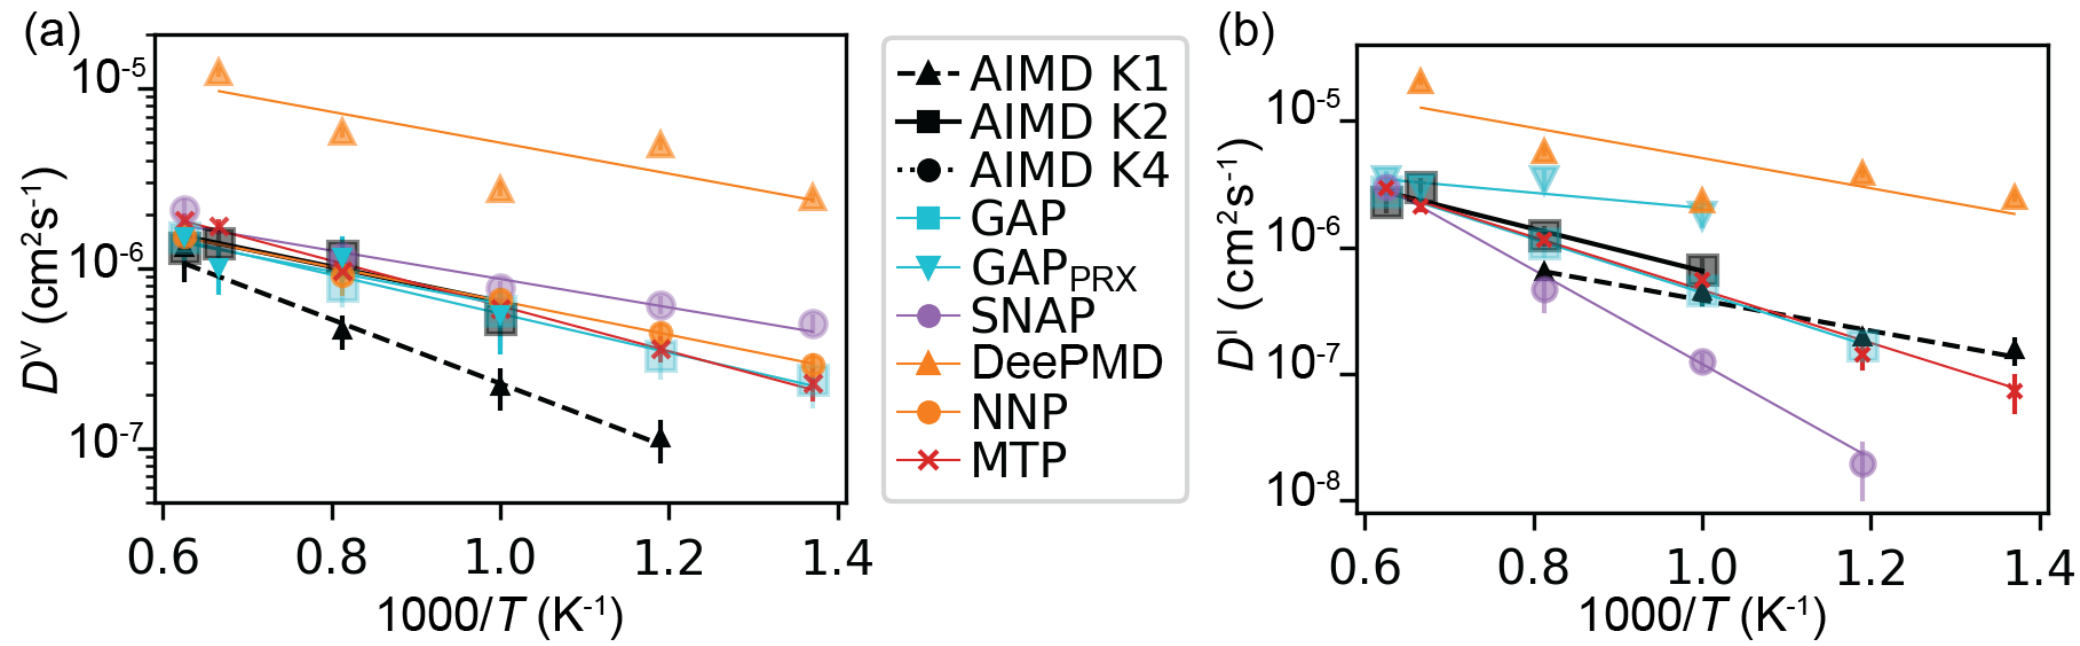 (a)
10⁻⁵
10⁻⁶
10⁻⁷
Dⱽ (cm²s⁻¹)
0.6 0.8 1.0 1.2 1.4
1000/T (K⁻¹)
AIMD K1
AIMD K2
AIMD K4
GAP
GAP_PRX
SNAP
DeePMD
NNP
MTP
(b)
10⁻⁵
10⁻⁶
10⁻⁷
10⁻⁸
Dᴵ (cm²s⁻¹)
0.6 0.8 1.0 1.2 1.4
1000/T (K⁻¹)